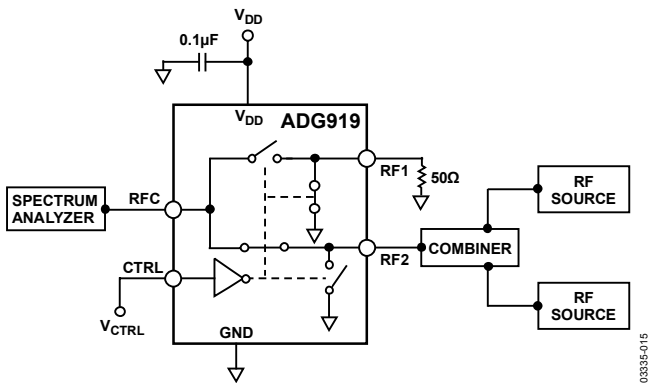 VDD
0.1µF
VDD
ADG919
RF1
50Ω
SPECTRUM
ANALYZER
RFC
RF
SOURCE
COMBINER
RF2
CTRL
VCTRL
GND
RF
SOURCE
03335-015